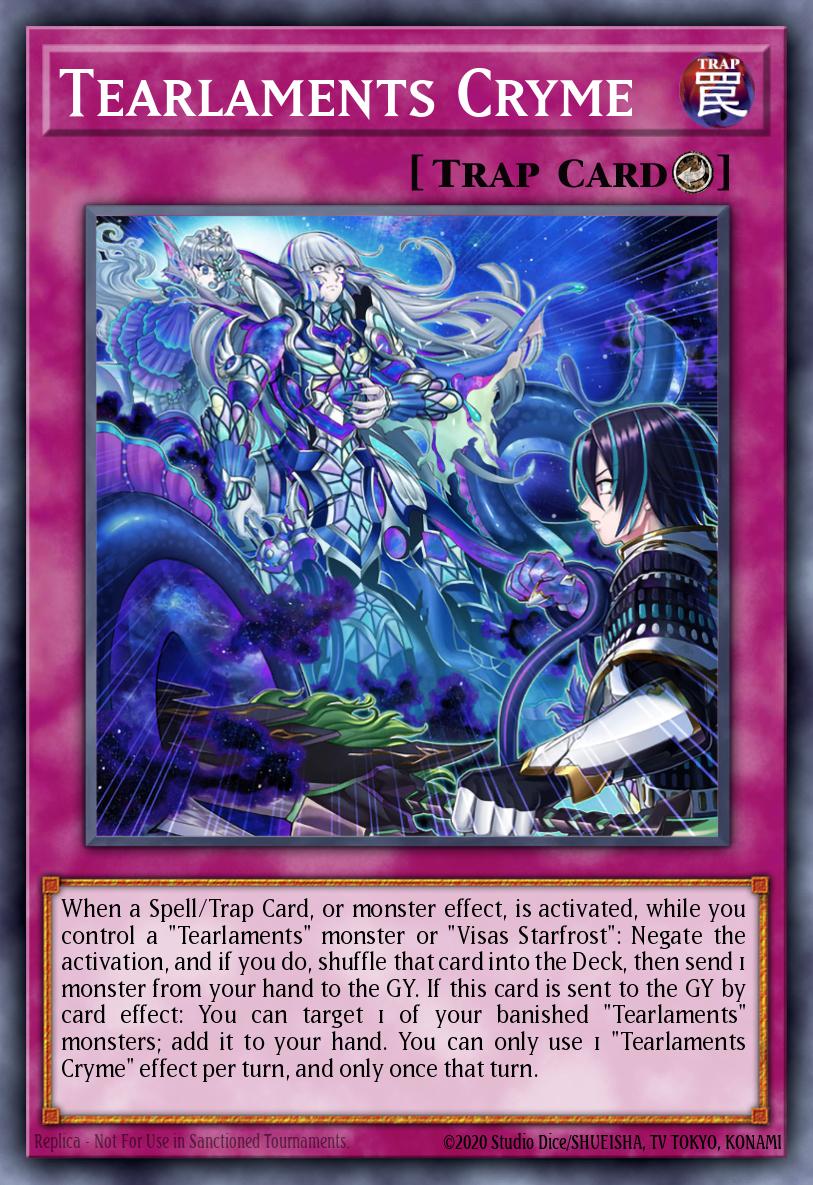 Tearlaments Cryme
TRAP
罠
[ Trap Card ]
When a Spell/Trap Card, or monster effect, is activated, while you
control a "Tearlaments" monster or "Visas Starfrost": Negate the
activation, and if you do, shuffle that card into the Deck, then send 1
monster from your hand to the GY. If this card is sent to the GY by
card effect: You can target 1 of your banished "Tearlaments"
monsters; add it to your hand. You can only use 1 "Tearlaments
Cryme" effect per turn, and only once that turn.
Replica - Not For Use in Sanctioned Tournaments.
©2020 Studio Dice/SHUEISHA, TV TOKYO, KONAMI